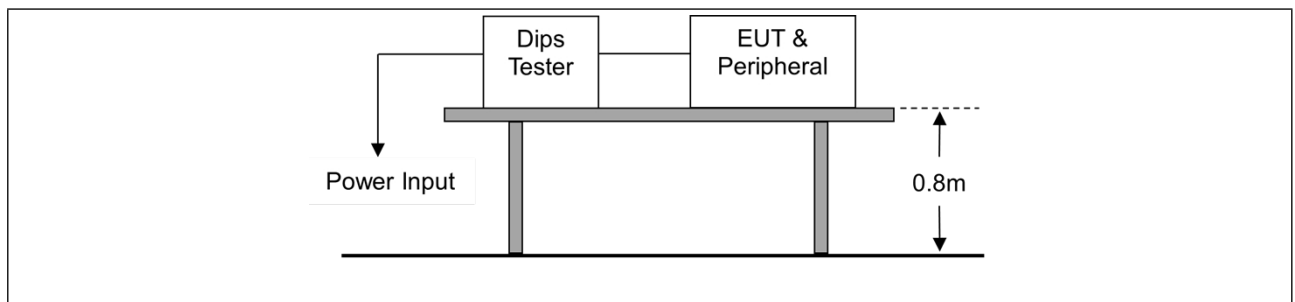 Dips
Tester
EUT &
Peripheral
Power Input
0.8m